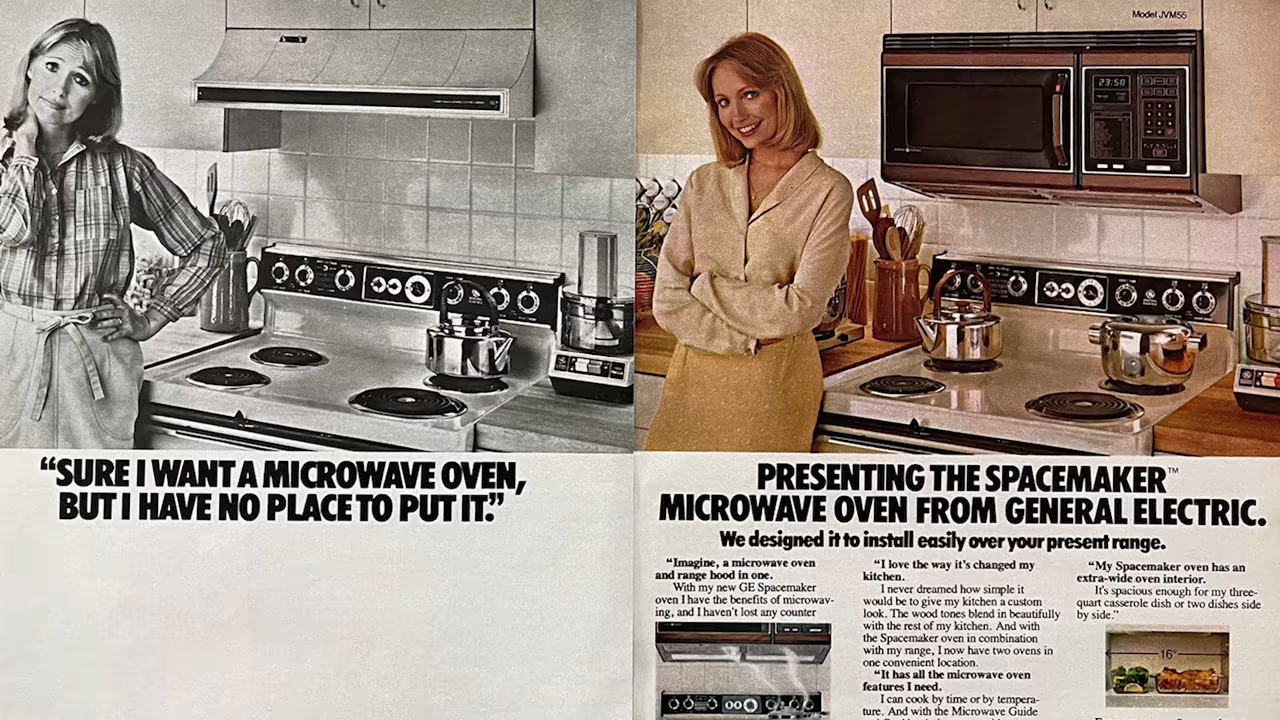 “SURE I WANT A MICROWAVE OVEN,
BUT I HAVE NO PLACE TO PUT IT.”
Model JVM55
23:58
PRESENTING THE SPACEMAKER™
MICROWAVE OVEN FROM GENERAL ELECTRIC.
We designed it to install easily over your present range.
“Imagine, a microwave oven
and range hood in one.
With my new GE Spacemaker
oven I have the benefits of microwav-
ing, and I haven’t lost any counter
“I love the way it’s changed my
kitchen.
I never dreamed how simple it
would be to give my kitchen a custom
look. The wood tones blend in beautifully
with the rest of my kitchen. And with
the Spacemaker oven in combination
with my range, I now have two ovens in
one convenient location.
“It has all the microwave oven
features I need.
I can cook by time or by tempera-
ture. And with the Microwave Guide
“My Spacemaker oven has an
extra-wide oven interior.
It’s spacious enough for my three-
quart casserole dish or two dishes side
by side.”
16"